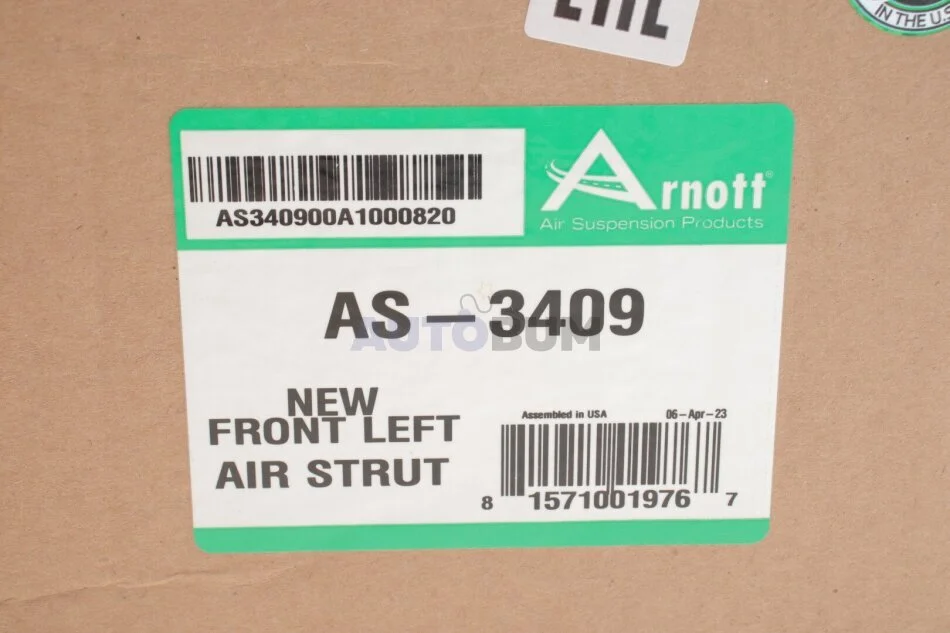 EAC
IN THE U.S
AS340900A1000820
Arnott®
Air Suspension Products
AS-3409
AUTOBUM
NEW
FRONT LEFT
AIR STRUT
Assembled in USA 06-Apr-23
8 1571001976 7